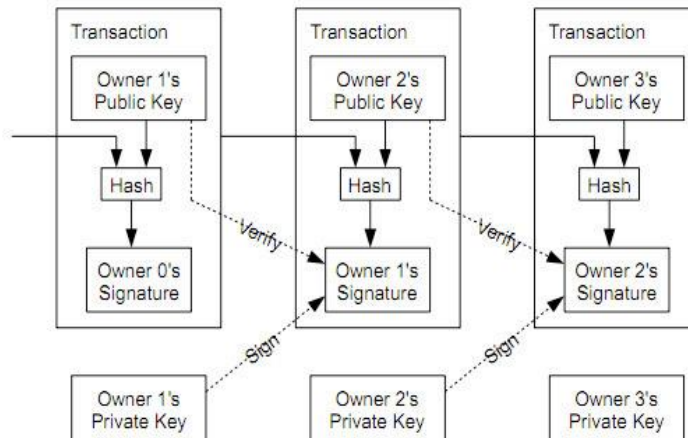 Transaction
Transaction
Transaction
Owner 1's
Public Key
Owner 2's
Public Key
Owner 3's
Public Key
Hash
Hash
Hash
Verify
Verify
Owner 0's
Signature
Owner 1's
Signature
Owner 2's
Signature
Sign
Sign
Owner 1's
Private Key
Owner 2's
Private Key
Owner 3's
Private Key